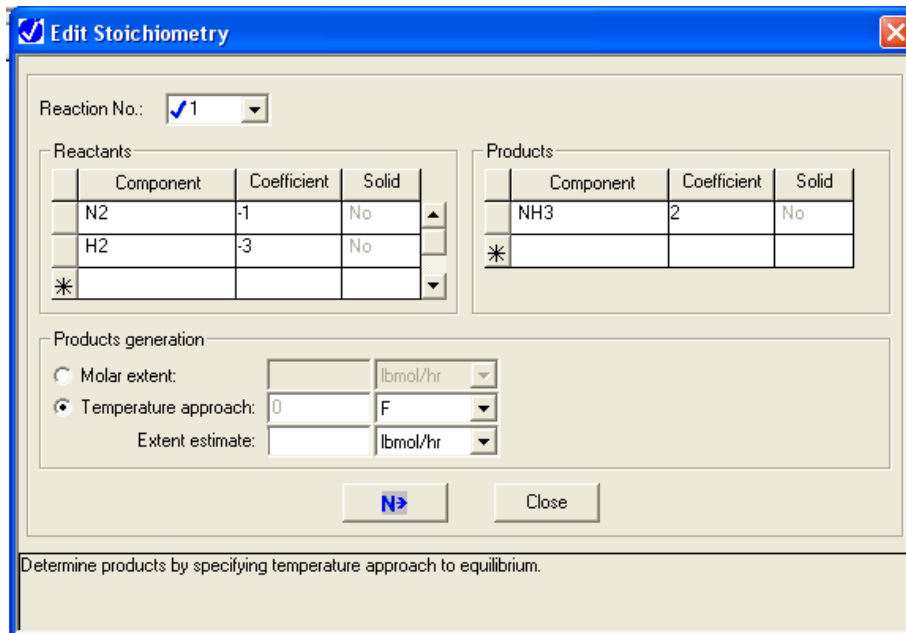 Edit Stoichiometry
Reaction No.: 1
Reactants
Component Coefficient Solid
N2 -1 No
H2 -3 No
Products
Component Coefficient Solid
NH3 2 No
Products generation
Molar extent: lbmol/hr
Temperature approach: 0 F
Extent estimate: lbmol/hr
N
Close
Determine products by specifying temperature approach to equilibrium.